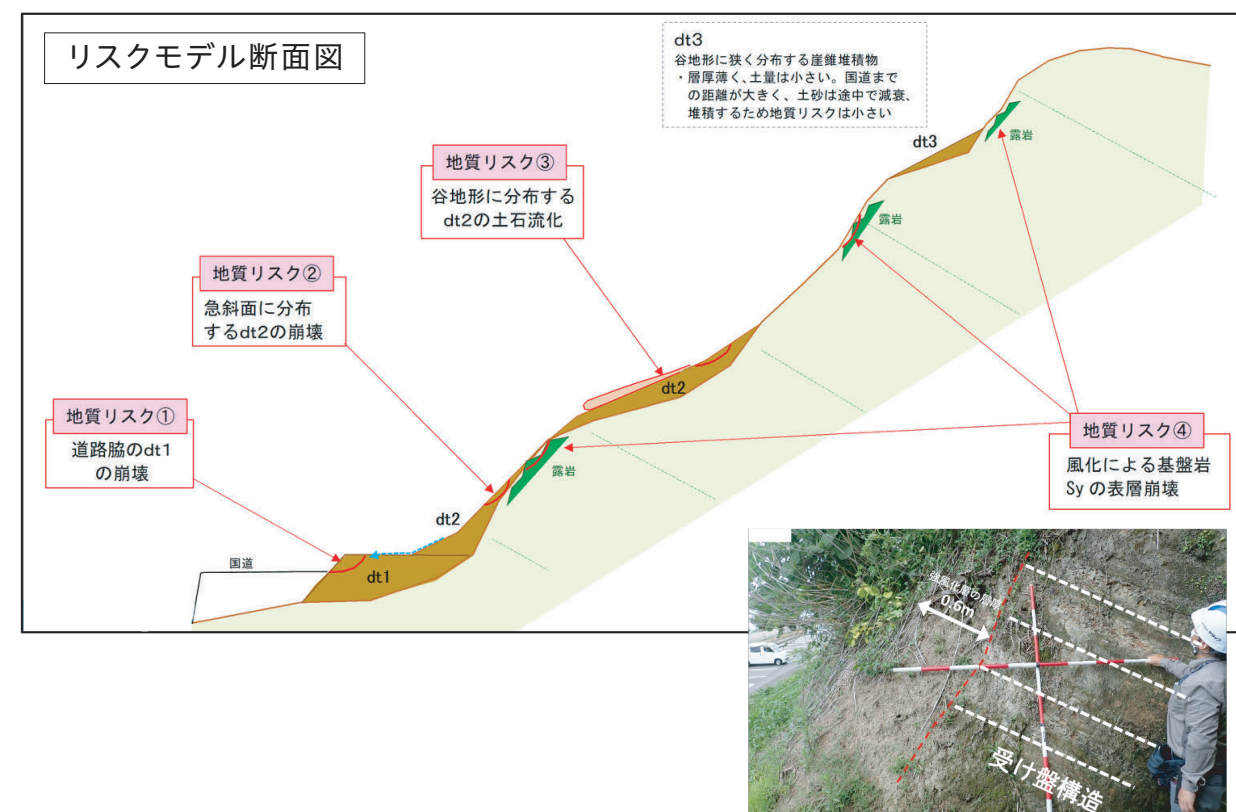 リスクモデル断面図
dt3
谷地形に狭く分布する崖錐堆積物
・層厚薄く、土量は小さい。国道まで
の距離が大きく、土砂は途中で減衰、
堆積するため地質リスクは小さい
露岩
dt3
地質リスク③
谷地形に分布する
dt2の土石流化
露岩
地質リスク②
急斜面に分布
するdt2の崩壊
dt2
地質リスク①
道路脇のdt1
の崩壊
地質リスク④
風化による基盤岩
Sy の表層崩壊
露岩
dt2
国道
dt1
0.6m
受け盤構造